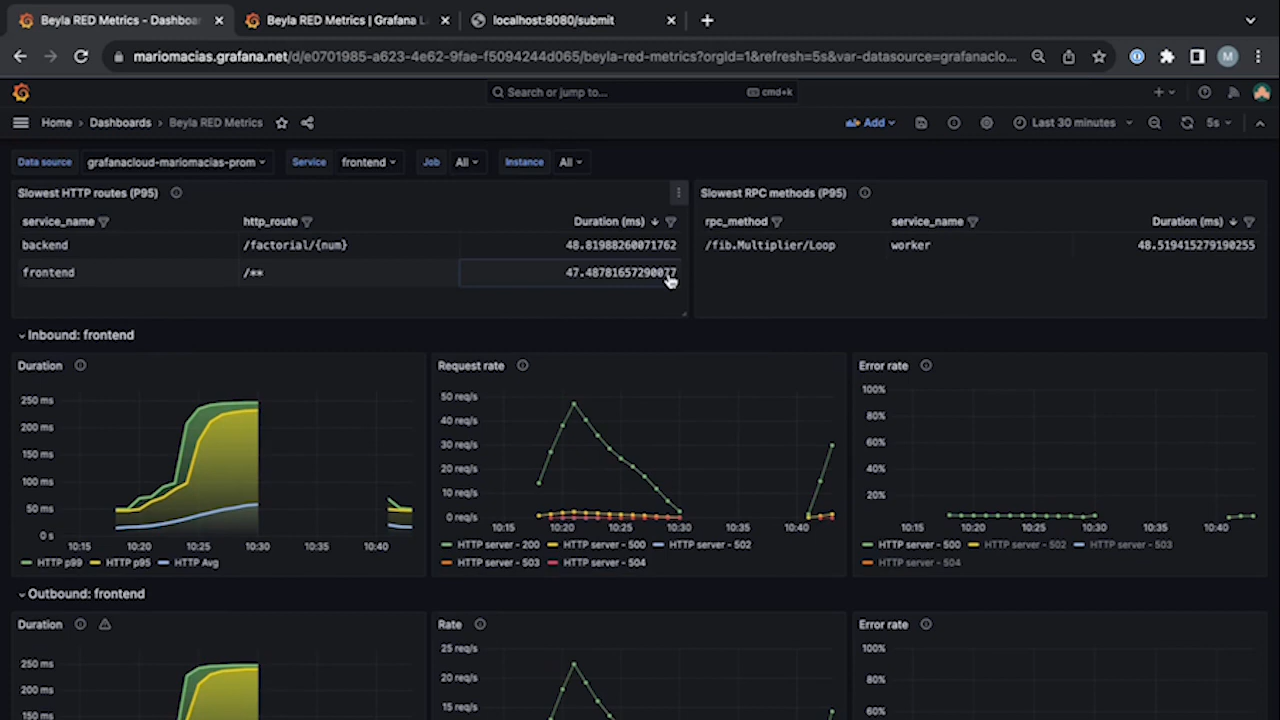 Beyla RED Metrics - Dashboar
Beyla RED Metrics | Grafana L
localhost:8080/submit
mariomacias.grafana.net/d/e0701985-a623-4e62-9fae-f5094244d065/beyla-red-metrics?orgId=1&refresh=5s&var-datasource=grafanaclo...
M
Search or jump to...
cmd+k
Home
Dashboards
Beyla RED Metrics
Add
Last 30 minutes
5s
Data source
grafanacloud-mariomacias-prom
Service
frontend
Job
All
Instance
All
Slowest HTTP routes (P95)
service_name
http_route
Duration (ms)
backend
/factorial/{num}
48.81988260071762
frontend
/**
47.48781657290077
Slowest RPC methods (P95)
rpc_method
service_name
Duration (ms)
/fib.Multiplier/Loop
worker
48.519415279190255
Inbound: frontend
Duration
250 ms
200 ms
150 ms
100 ms
50 ms
0 s
10:15 10:20 10:25 10:30 10:35 10:40
HTTP p99 HTTP p95 HTTP Avg
Request rate
50 req/s
40 req/s
30 req/s
20 req/s
10 req/s
0 req/s
10:15 10:20 10:25 10:30 10:35 10:40
HTTP server - 200 HTTP server - 500 HTTP server - 502
HTTP server - 503 HTTP server - 504
Error rate
100%
80%
60%
40%
20%
10:15 10:20 10:25 10:30 10:35 10:40
HTTP server - 500 HTTP server - 502 HTTP server - 503
HTTP server - 504
Outbound: frontend
Duration
250 ms
200 ms
150 ms
Rate
25 req/s
20 req/s
15 req/s
Error rate
100%
80%
60%